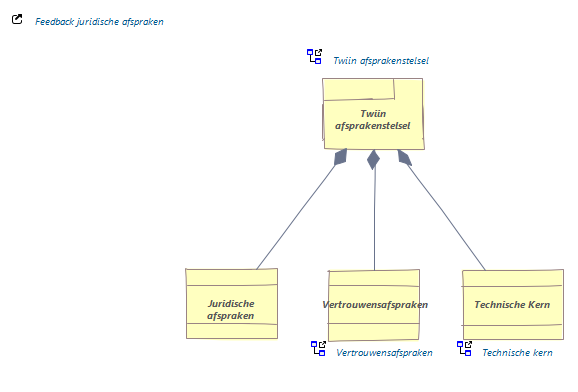 Feedback juridische afspraken
Twiin afsprakenstelsel
Twiin
afsprakenstelsel
Juridische
afspraken
Vertrouwensafspraken
Technische Kern
Vertrouwensafspraken
Technische kern